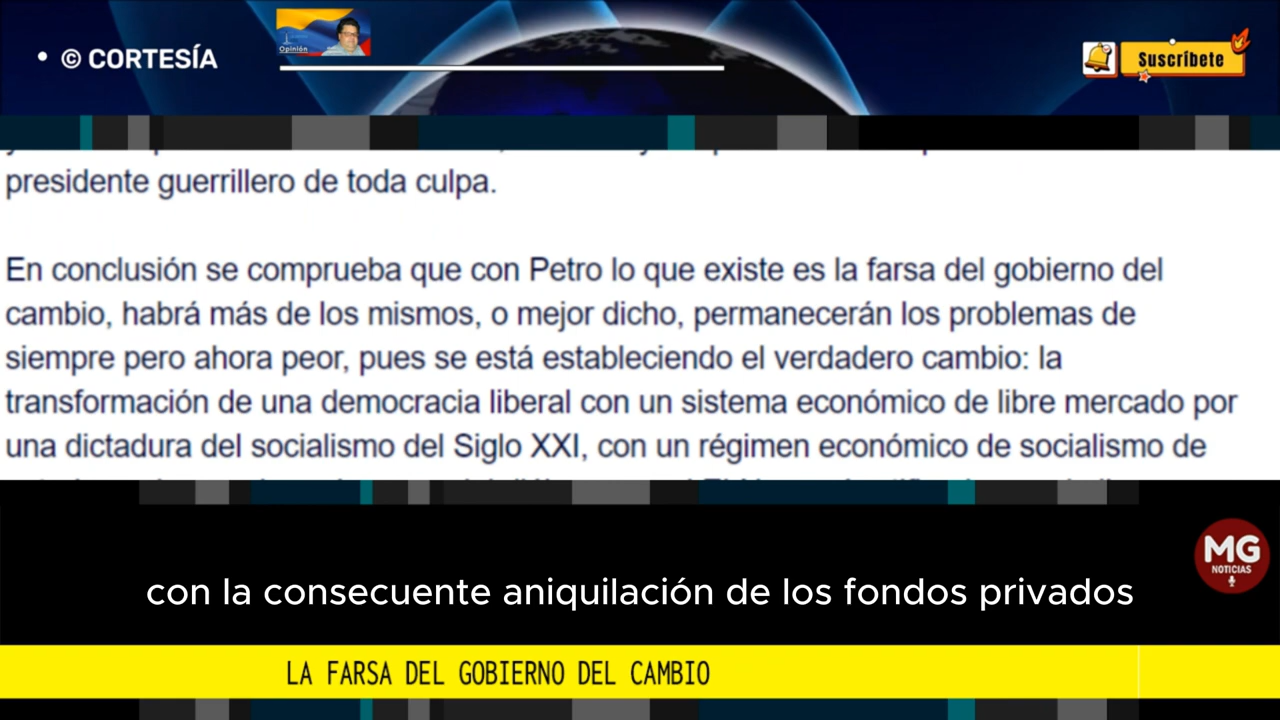 • © CORTESÍA
Opinión
Suscríbete
presidente guerrillero de toda culpa.
En conclusión se comprueba que con Petro lo que existe es la farsa del gobierno del
cambio, habrá más de los mismos, o mejor dicho, permanecerán los problemas de
siempre pero ahora peor, pues se está estableciendo el verdadero cambio: la
transformación de una democracia liberal con un sistema económico de libre mercado por
una dictadura del socialismo del Siglo XXI, con un régimen económico de socialismo de
MG
NOTICIAS
con la consecuente aniquilación de los fondos privados
LA FARSA DEL GOBIERNO DEL CAMBIO